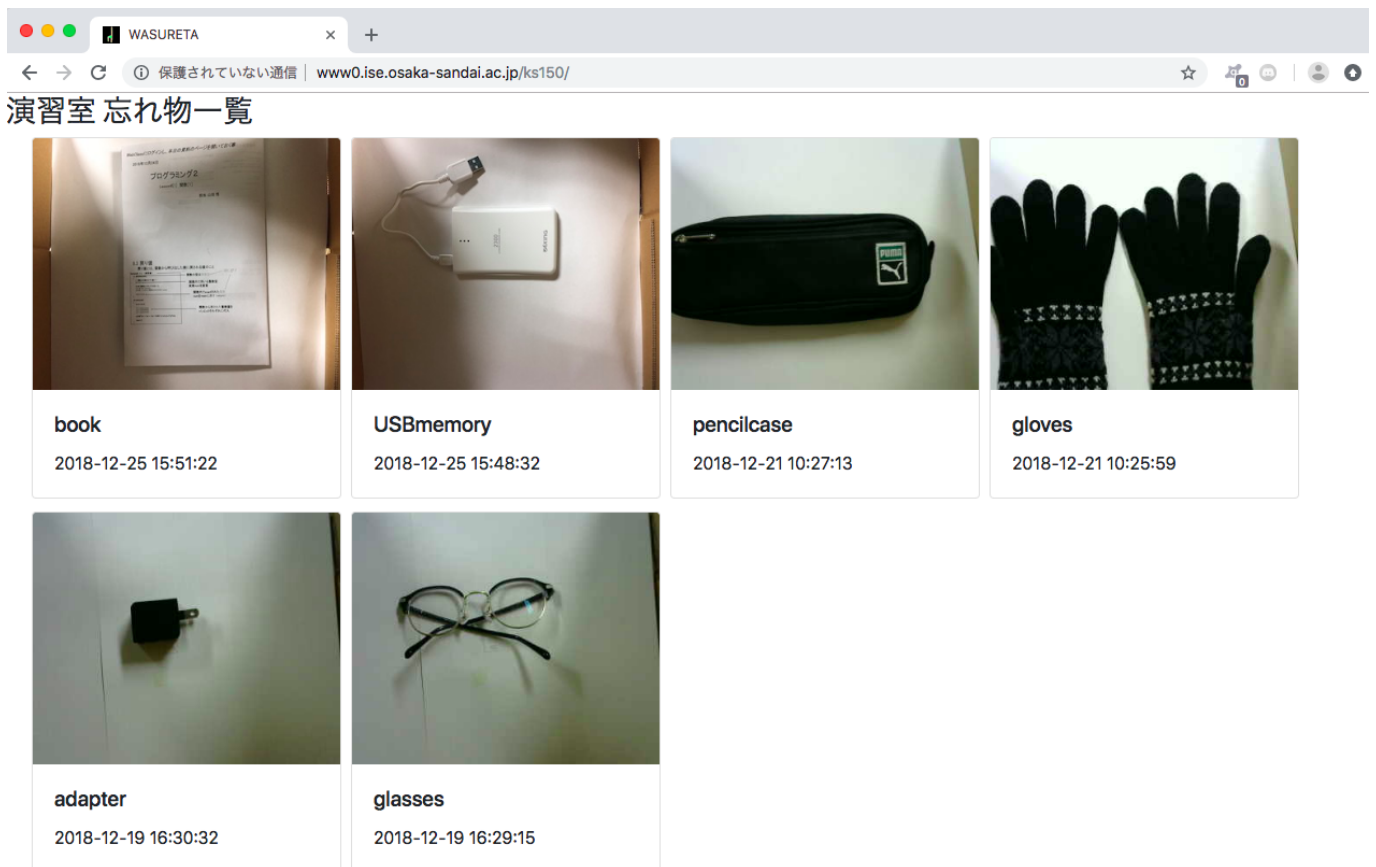 WASURETA
保護されていない通信 www0.ise.osaka-sandai.ac.jp/ks150/
0
演習室 忘れ物一覧
プログラミング2
PUMA
book
2018-12-25 15:51:22
USBmemory
2018-12-25 15:48:32
pencilcase
2018-12-21 10:27:13
gloves
2018-12-21 10:25:59
adapter
2018-12-19 16:30:32
glasses
2018-12-19 16:29:15